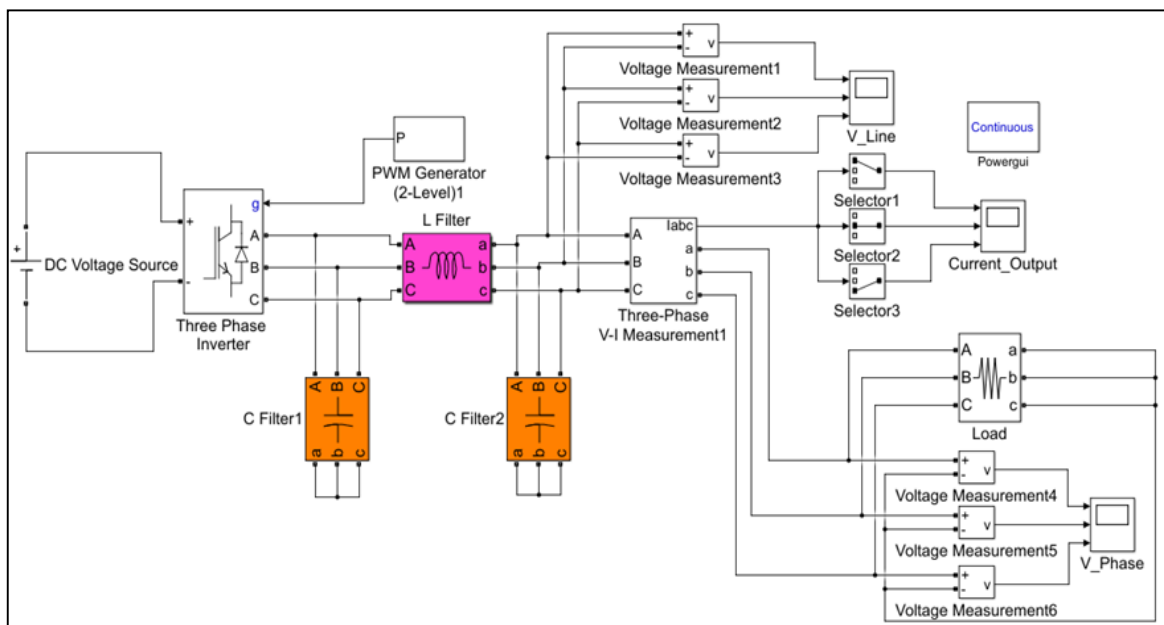 +
-
v
Voltage Measurement1
+
-
v
Voltage Measurement2
+
-
v
Voltage Measurement3
V_Line
Continuous
Powergui
P
PWM Generator
(2-Level)1
+
DC Voltage Source
+
-
g
A
B
C
Three Phase
Inverter
L Filter
A
B
C
a
b
c
A
B
C
Iabc
a
b
c
Three-Phase
V-I Measurement1
Selector1
Selector2
Selector3
Current_Output
A B C
C Filter1
a b c
A B C
C Filter2
a b c
A
B
C
a
b
c
Load
+
-
v
Voltage Measurement4
+
-
v
Voltage Measurement5
+
-
v
Voltage Measurement6
V_Phase